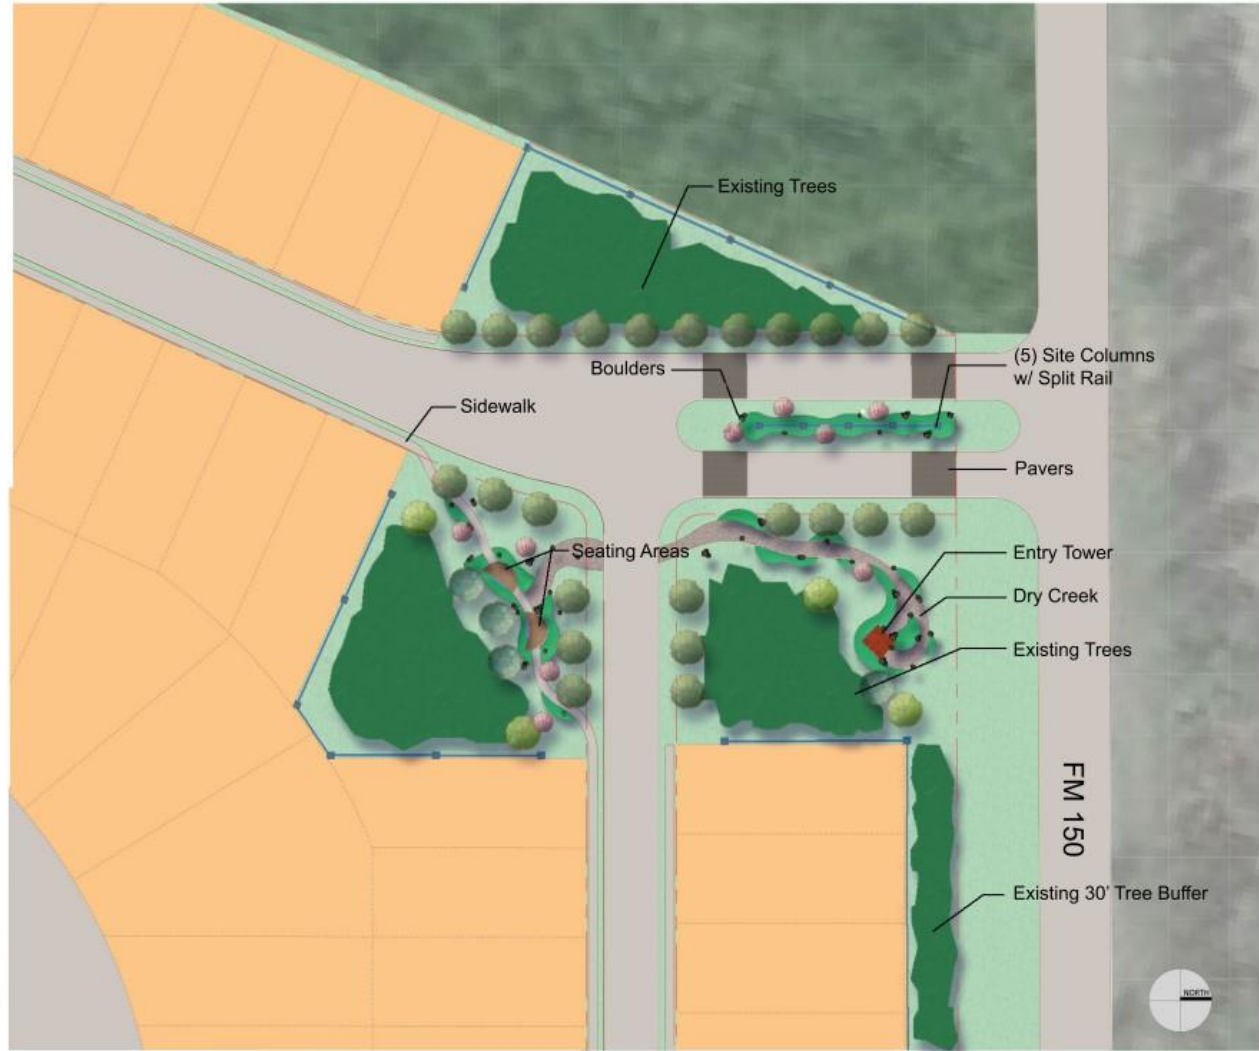 Existing Trees
(5) Site Columns
w/ Split Rail
Boulders
Sidewalk
Pavers
Seating Areas
Entry Tower
Dry Creek
Existing Trees
FM 150
Existing 30' Tree Buffer
NORTH